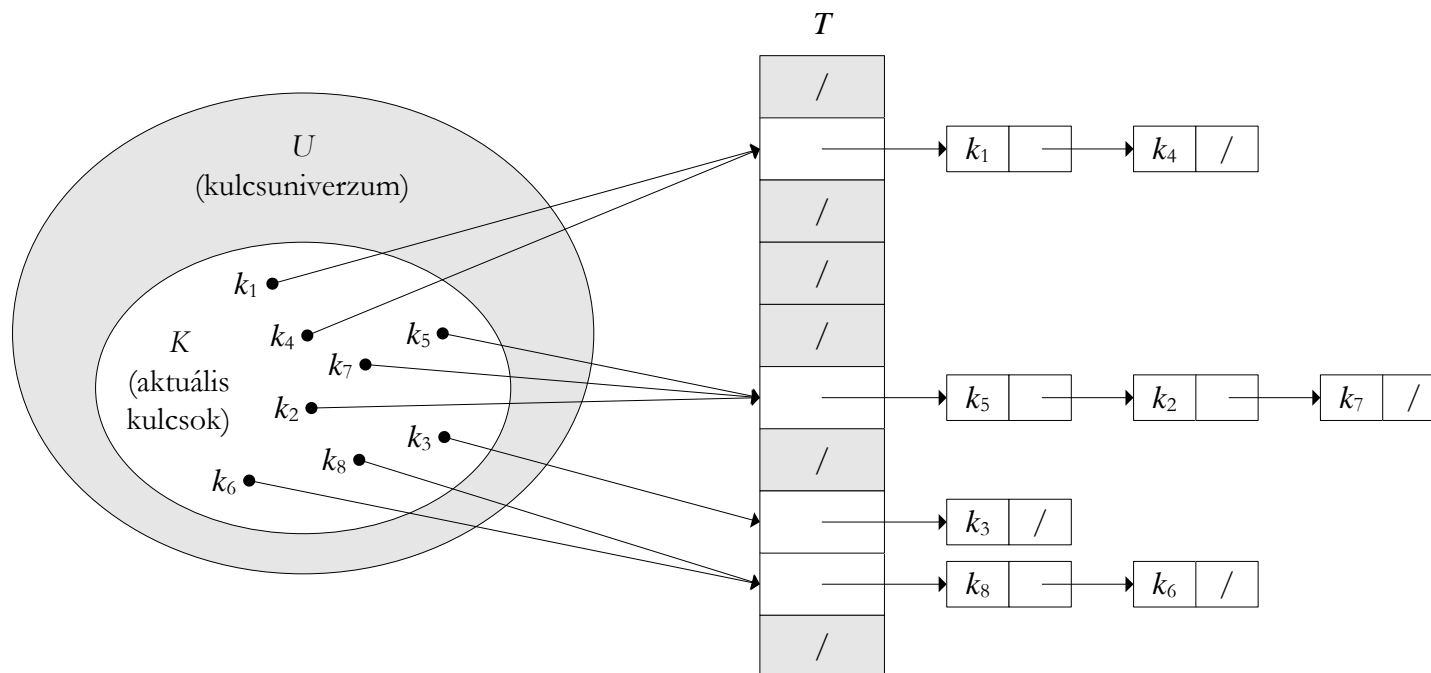 T
/
k1 k4 /
U
(kulcsuniverzum)
/
/
/
k1
k4
k5
K
(aktuális
kulcsok)
k7
k2
k5 k2 k7 /
k3
k8
k6
/
k3 /
k8 k6 /
/